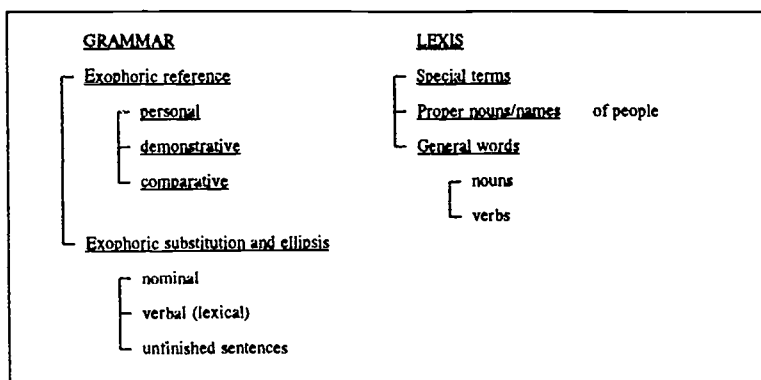 GRAMMAR
Exophoric reference
personal
demonstrative
comparative
Exophoric substitution and ellipsis
nominal
verbal (lexical)
unfinished sentences
LEXIS
Special terms
Proper nouns/names of people
General words
nouns
verbs